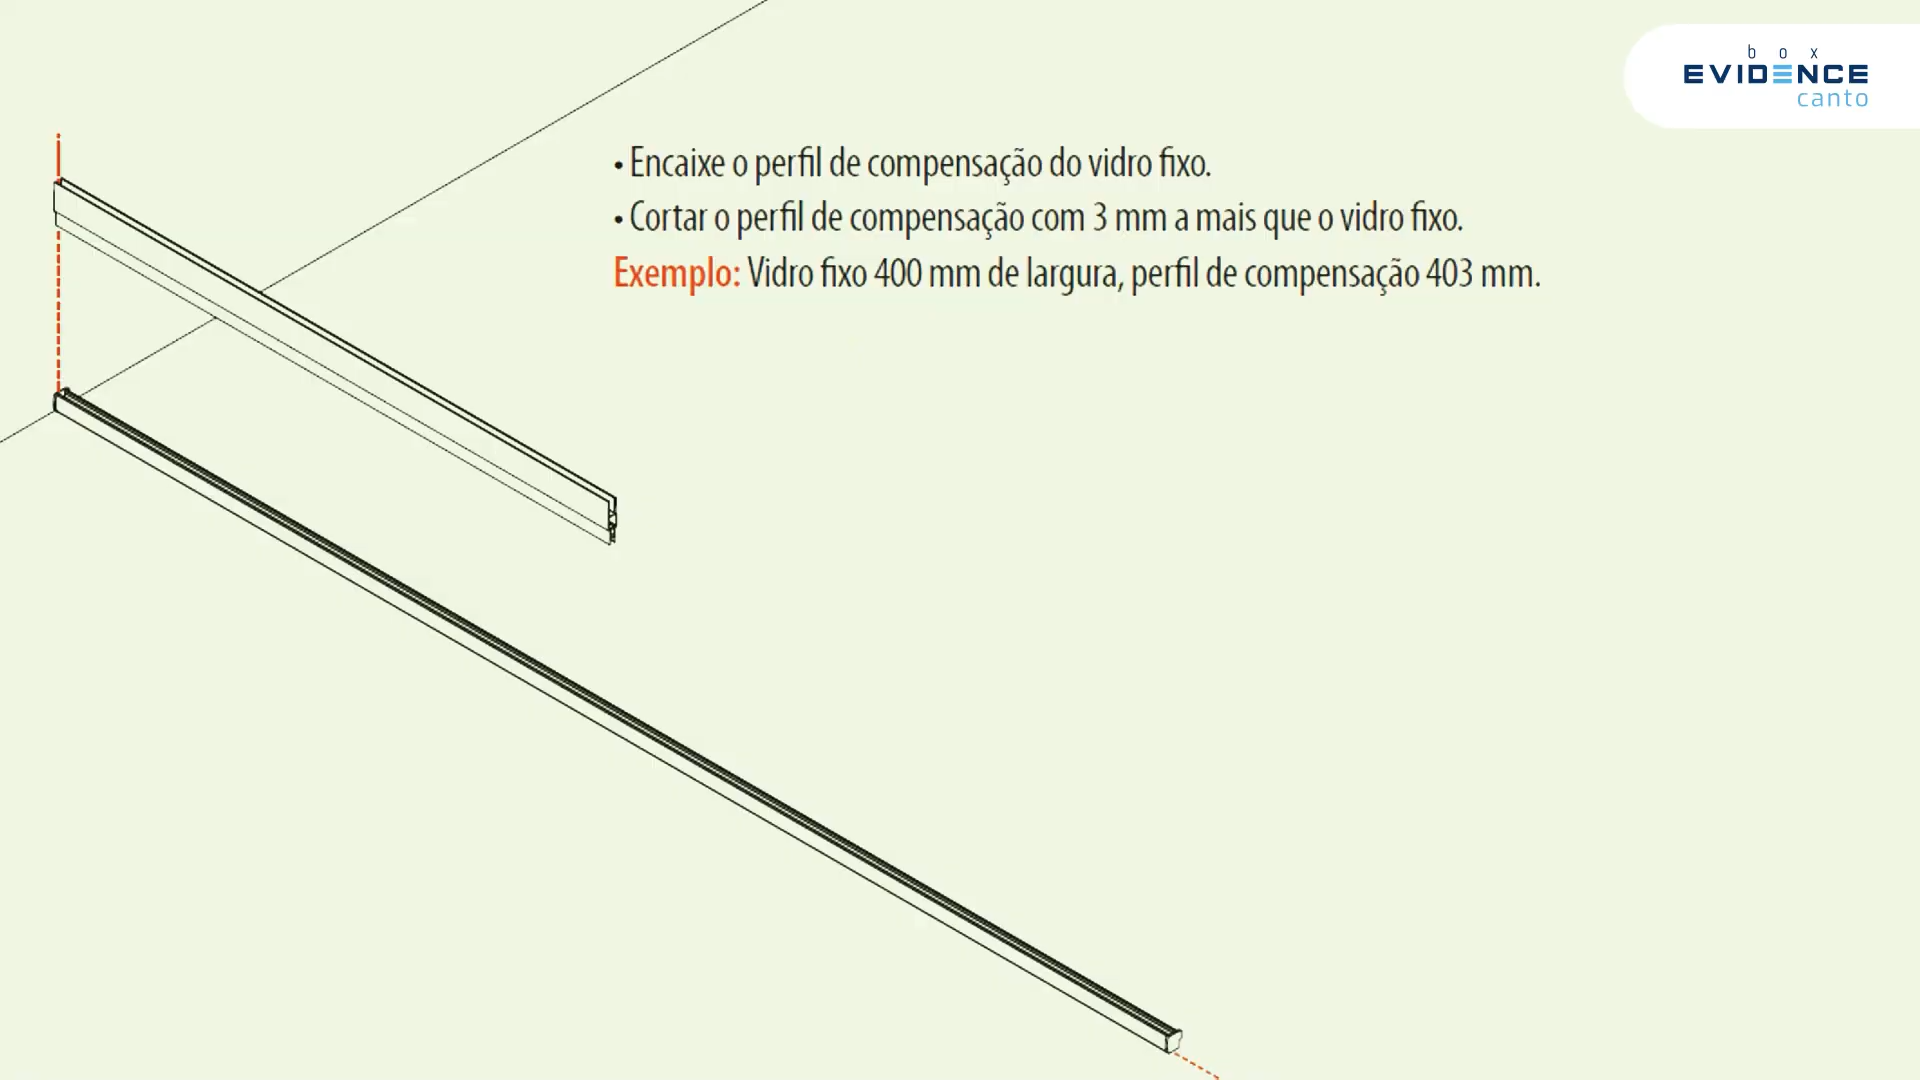 box
EVIDENCE
canto
• Encaixe o perfil de compensação do vidro fixo.
• Cortar o perfil de compensação com 3 mm a mais que o vidro fixo.
Exemplo: Vidro fixo 400 mm de largura, perfil de compensação 403 mm.